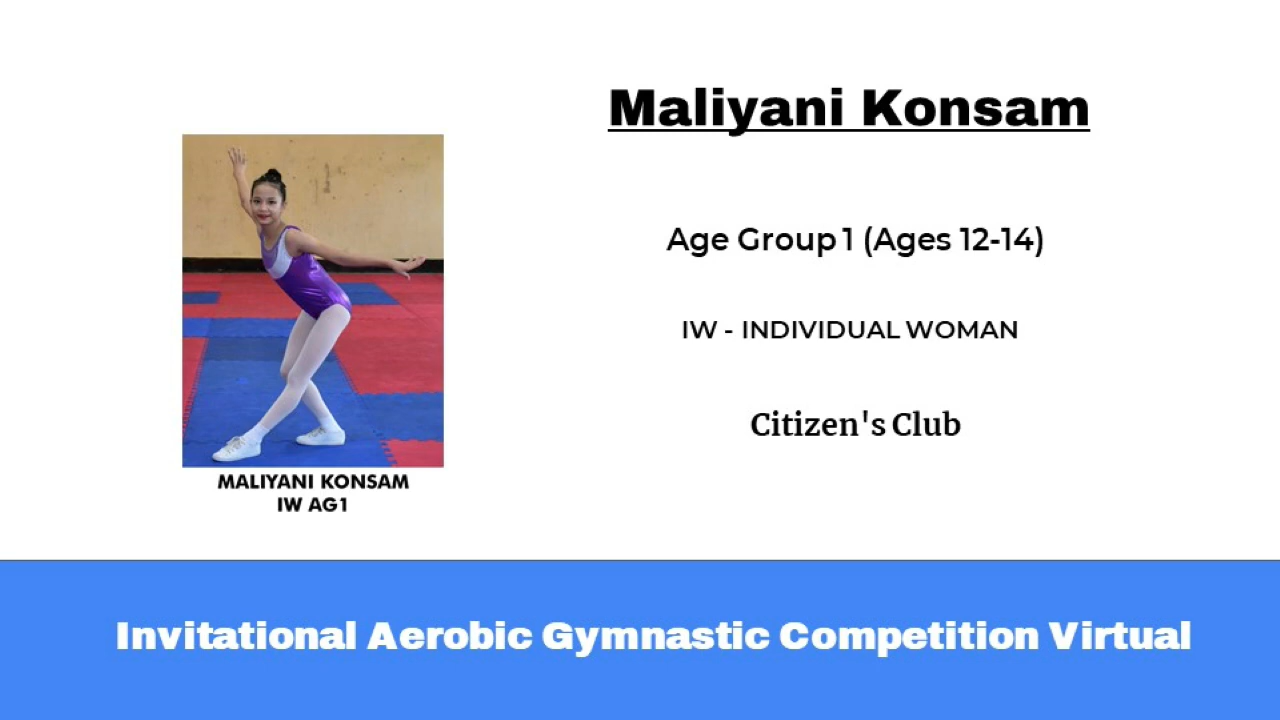 Maliyani Konsam
Age Group 1 (Ages 12-14)
IW - INDIVIDUAL WOMAN
Citizen's Club
MALIYANI KONSAM
IW AG1
Invitational Aerobic Gymnastic Competition Virtual